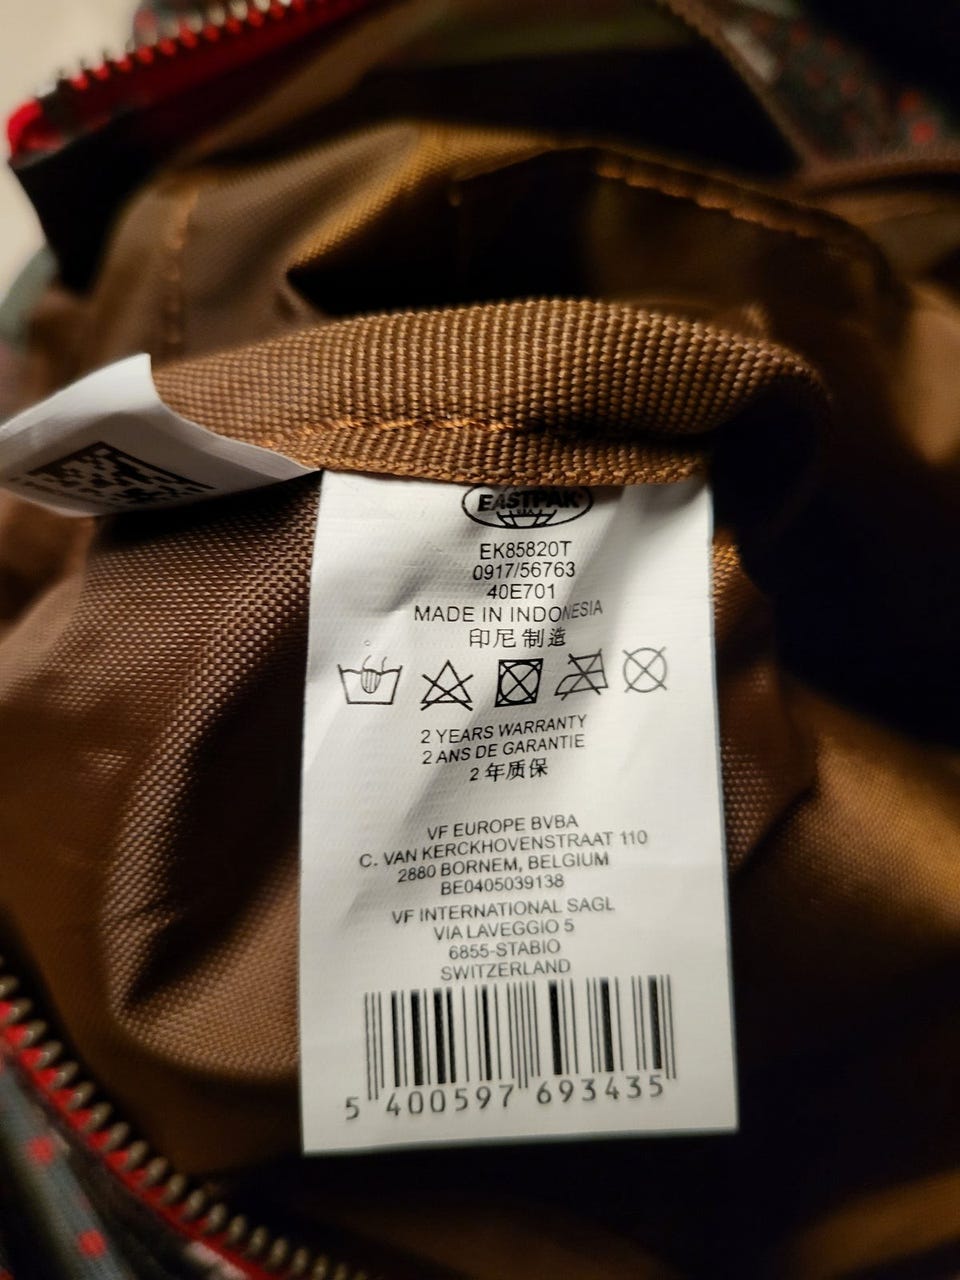 EASTPAK
EK85820T
0917/56763
40E701
MADE IN INDONESIA
印尼制造
2 YEARS WARRANTY
2 ANS DE GARANTIE
2 年质保
VF EUROPE BVBA
C. VAN KERCKHOVENSTRAAT 110
2880 BORNEM, BELGIUM
BE0405039138
VF INTERNATIONAL SAGL
VIA LAVEGGIO 5
6855-STABIO
SWITZERLAND
5 400597 693435